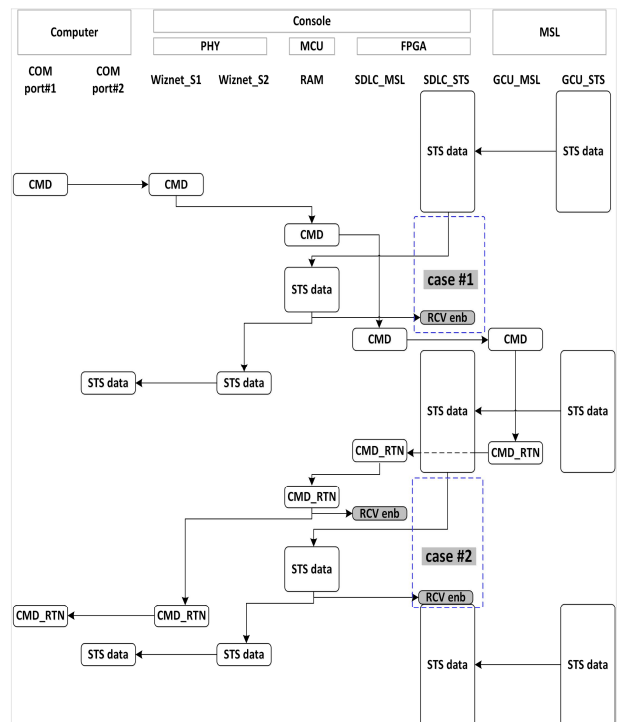 Console
Computer
MSL
PHY
MCU
FPGA
COM
port#1
COM
port#2
Wiznet_S1
Wiznet_S2
RAM
SDLC_MSL
SDLC_STS
GCU_MSL
GCU_STS
STS data
STS data
CMD
CMD
CMD
STS data
case #1
RCV enb
CMD
CMD
STS data
STS data
STS data
STS data
CMD_RTN
CMD_RTN
CMD_RTN
RCV enb
case #2
STS data
RCV enb
CMD_RTN
CMD_RTN
STS data
STS data
STS data
STS data